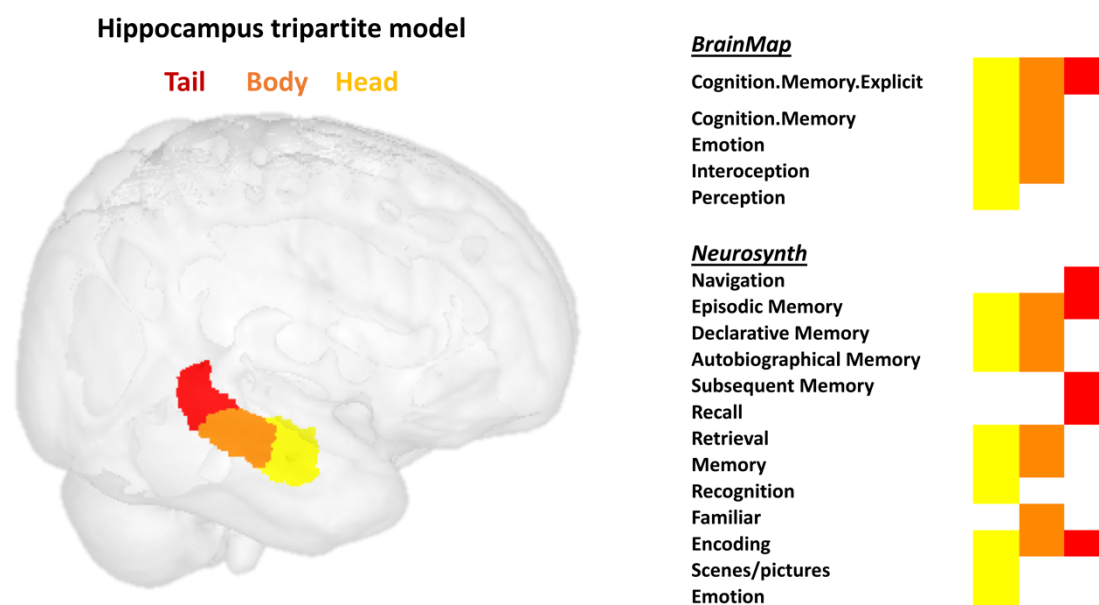 Hippocampus tripartite model
Tail Body Head
BrainMap
Cognition.Memory.Explicit
Cognition.Memory
Emotion
Interoception
Perception
Neurosynth
Navigation
Episodic Memory
Declarative Memory
Autobiographical Memory
Subsequent Memory
Recall
Retrieval
Memory
Recognition
Familiar
Encoding
Scenes/pictures
Emotion